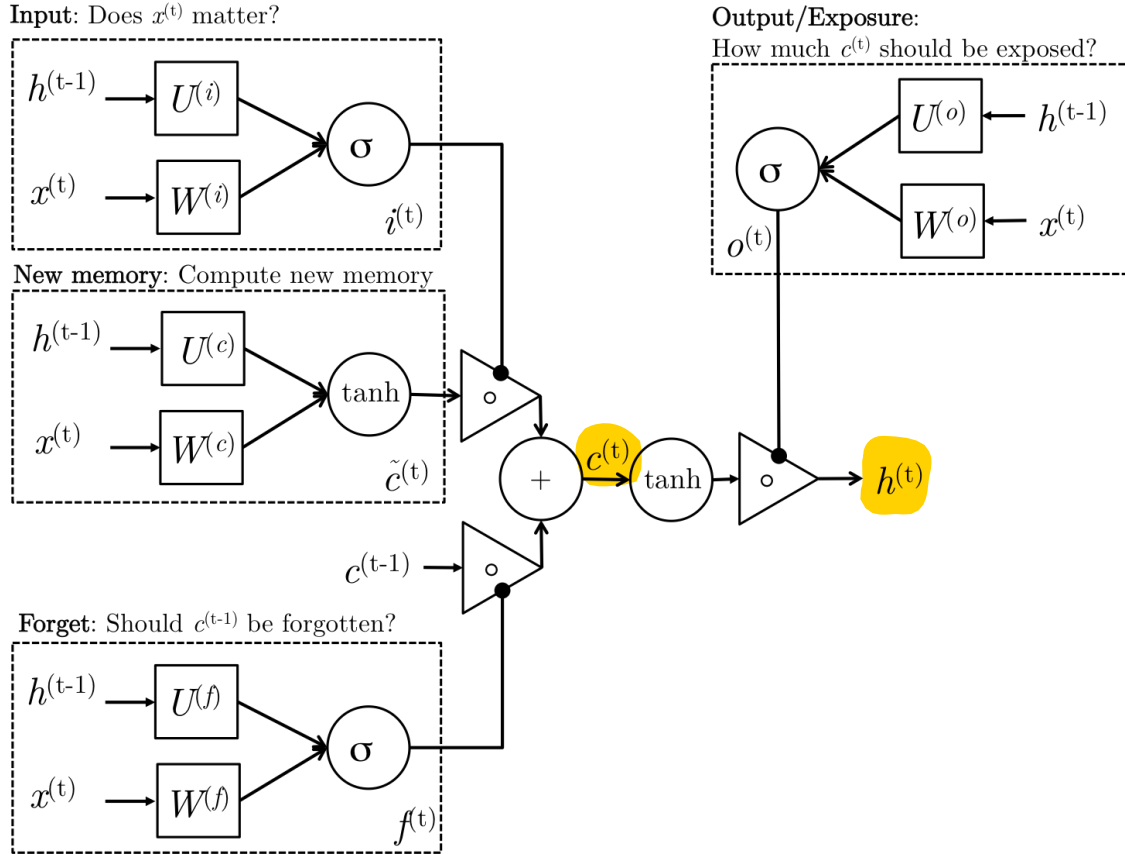 Input: Does x^(t) matter?
h^(t-1)
U^(i)
σ
x^(t)
W^(i)
i^(t)
Output/Exposure:
How much c^(t) should be exposed?
U^(o)
h^(t-1)
σ
W^(o)
x^(t)
o^(t)
New memory: Compute new memory
h^(t-1)
U^(c)
tanh
x^(t)
W^(c)
c̃^(t)
∘
+
c^(t)
tanh
∘
h^(t)
c^(t-1)
∘
Forget: Should c^(t-1) be forgotten?
h^(t-1)
U^(f)
σ
x^(t)
W^(f)
f^(t)